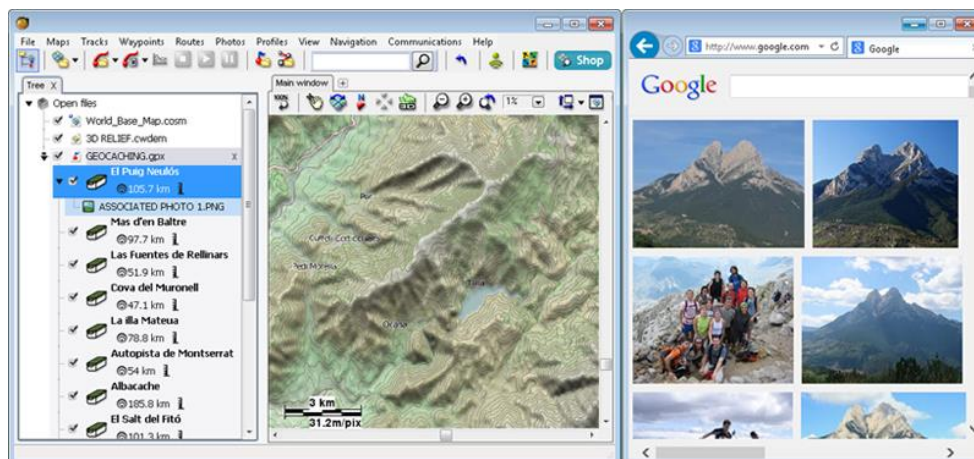 File Maps Tracks Waypoints Routes Photos Profiles View Navigation Communications Help
Shop
Tree X
Open files
World_Base_Map.cosm
3D RELIEF.cwdem
GEOCACHING.gpx x
El Puig Neulós
105.7 km
ASSOCIATED PHOTO 1.PNG
Mas d'en Baltre
97.7 km
Las Fuentes de Rellinars
51.9 km
Cova del Muronell
47.1 km
La illa Mateua
78.8 km
Autopista de Montserrat
54 km
Albacache
185.8 km
El Salt del Fitó
101.3 km
Main window
100%
1%
3 km
31.2m/pix
http://www.google.com
Google
Google